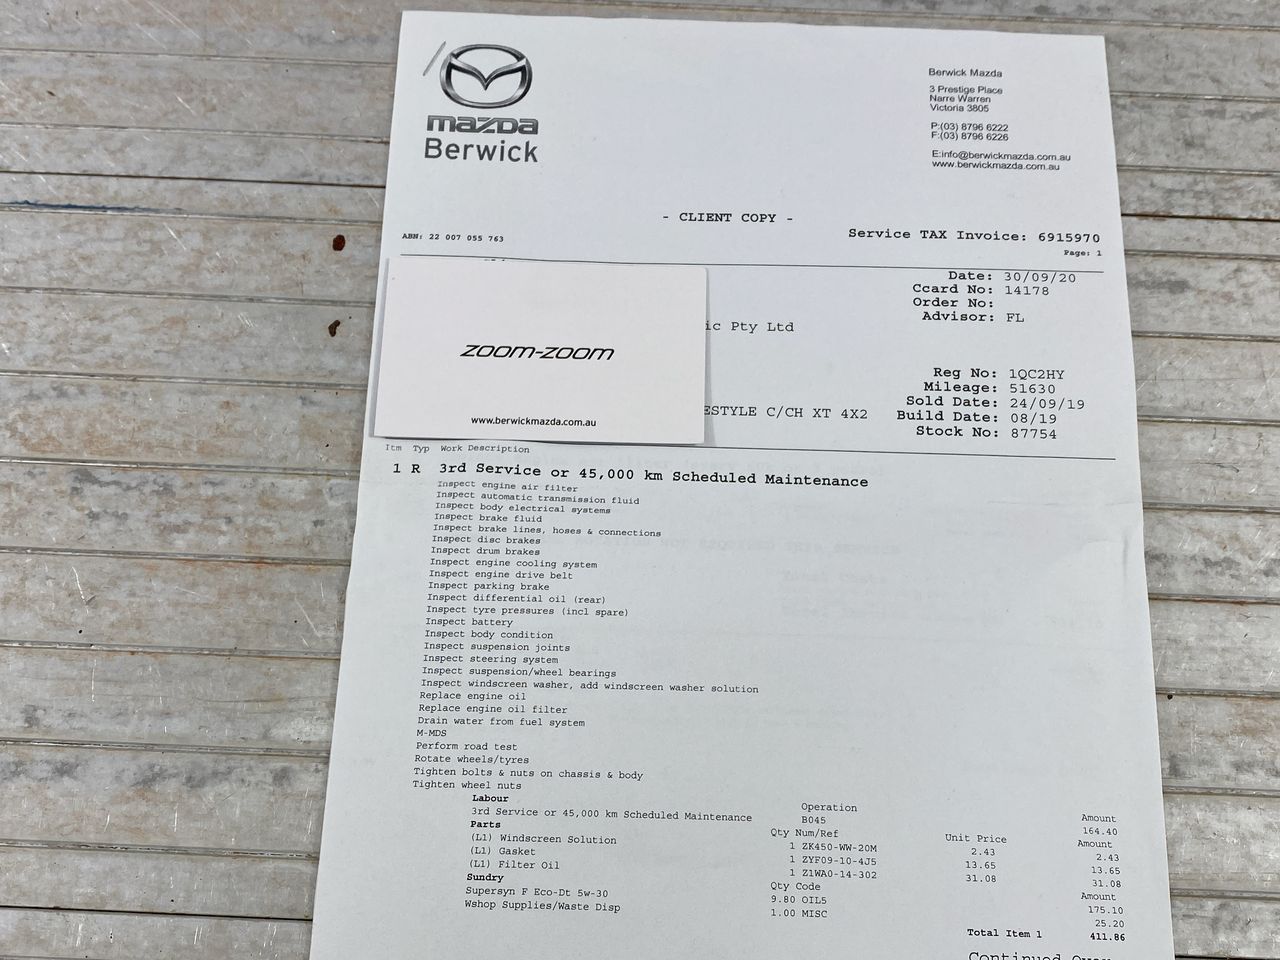 mazda
Berwick
Berwick Mazda
3 Prestige Place
Narre Warren
Victoria 3805
P:(03) 8796 6222
F:(03) 8796 6226
E:info@berwickmazda.com.au
www.berwickmazda.com.au
- CLIENT COPY -
ABN: 22 007 055 763
Service TAX Invoice: 6915970
Page: 1
Date: 30/09/20
Ccard No: 14178
Order No:
Advisor: FL
ic Pty Ltd
zoom-zoom
www.berwickmazda.com.au
Reg No: 1QC2HY
Mileage: 51630
Sold Date: 24/09/19
ESTYLE C/CH XT 4X2 Build Date: 08/19
Stock No: 87754
Itm Typ Work Description
1 R 3rd Service or 45,000 km Scheduled Maintenance
Inspect engine air filter
Inspect automatic transmission fluid
Inspect body electrical systems
Inspect brake fluid
Inspect brake lines, hoses & connections
Inspect disc brakes
Inspect drum brakes
Inspect engine cooling system
Inspect engine drive belt
Inspect parking brake
Inspect differential oil (rear)
Inspect tyre pressures (incl spare)
Inspect battery
Inspect body condition
Inspect suspension joints
Inspect steering system
Inspect suspension/wheel bearings
Inspect windscreen washer, add windscreen washer solution
Replace engine oil
Replace engine oil filter
Drain water from fuel system
M-MDS
Perform road test
Rotate wheels/tyres
Tighten bolts & nuts on chassis & body
Tighten wheel nuts
Labour Operation Amount
3rd Service or 45,000 km Scheduled Maintenance B045 164.40
Parts Qty Num/Ref Unit Price Amount
(L1) Windscreen Solution 1 ZK450-WW-20M 2.43 2.43
(L1) Gasket 1 ZYF09-10-4J5 13.65 13.65
(L1) Filter Oil 1 Z1WA0-14-302 31.08 31.08
Sundry Qty Code Amount
Supersyn F Eco-Dt 5w-30 9.80 OIL5 175.10
Wshop Supplies/Waste Disp 1.00 MISC 25.20
Total Item 1 411.86
Continued